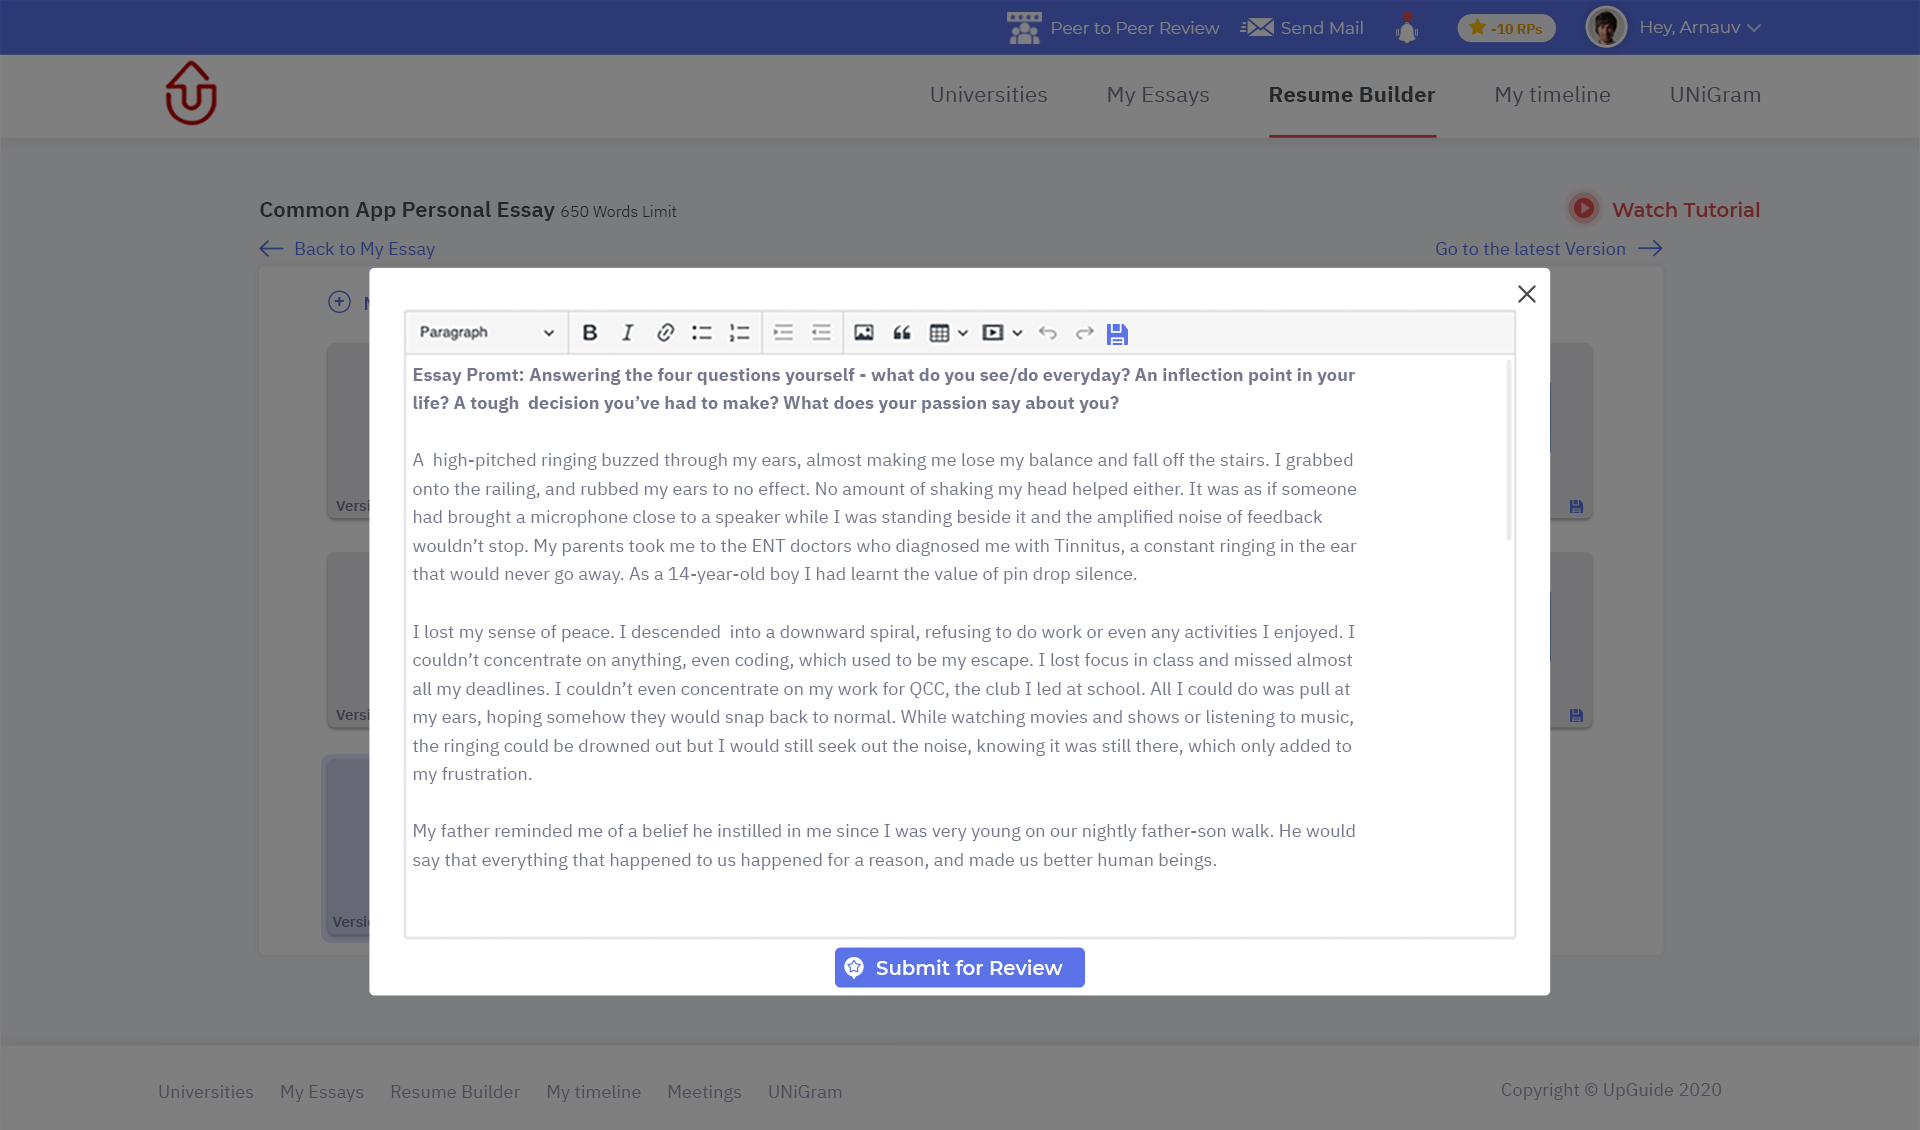 Peer to Peer Review
Send Mail
-10 RPs
Hey, Arnauv
Universities
My Essays
Resume Builder
My timeline
UNiGram
Common App Personal Essay 650 Words Limit
Watch Tutorial
Back to My Essay
Go to the latest Version
Paragraph
Essay Promt: Answering the four questions yourself - what do you see/do everyday? An inflection point in your
life? A tough decision you’ve had to make? What does your passion say about you?
A high-pitched ringing buzzed through my ears, almost making me lose my balance and fall off the stairs. I grabbed
onto the railing, and rubbed my ears to no effect. No amount of shaking my head helped either. It was as if someone
had brought a microphone close to a speaker while I was standing beside it and the amplified noise of feedback
wouldn’t stop. My parents took me to the ENT doctors who diagnosed me with Tinnitus, a constant ringing in the ear
that would never go away. As a 14-year-old boy I had learnt the value of pin drop silence.
I lost my sense of peace. I descended into a downward spiral, refusing to do work or even any activities I enjoyed. I
couldn’t concentrate on anything, even coding, which used to be my escape. I lost focus in class and missed almost
all my deadlines. I couldn’t even concentrate on my work for QCC, the club I led at school. All I could do was pull at
my ears, hoping somehow they would snap back to normal. While watching movies and shows or listening to music,
the ringing could be drowned out but I would still seek out the noise, knowing it was still there, which only added to
my frustration.
My father reminded me of a belief he instilled in me since I was very young on our nightly father-son walk. He would
say that everything that happened to us happened for a reason, and made us better human beings.
Submit for Review
Universities
My Essays
Resume Builder
My timeline
Meetings
UNiGram
Copyright © UpGuide 2020